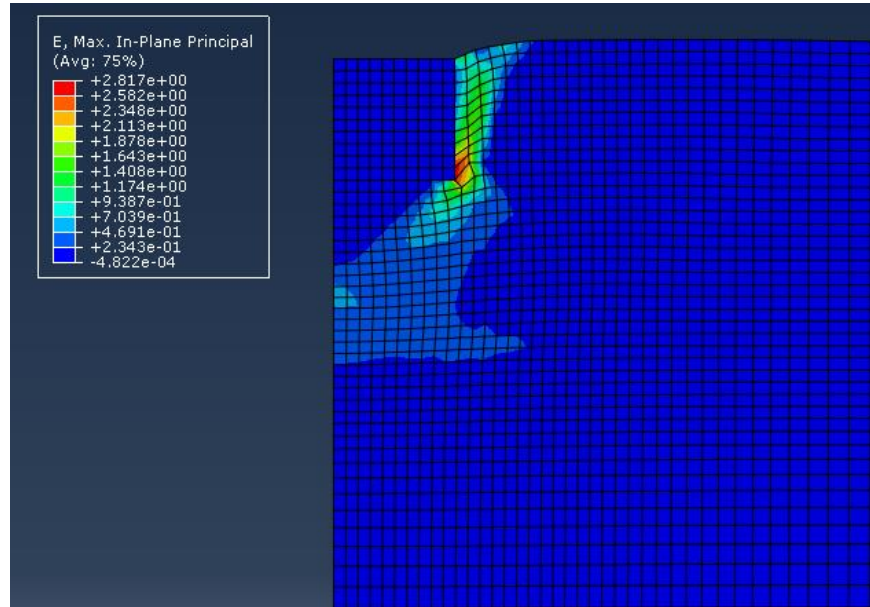 E, Max. In-Plane Principal
(Avg: 75%)
+2.817e+00
+2.582e+00
+2.348e+00
+2.113e+00
+1.878e+00
+1.643e+00
+1.408e+00
+1.174e+00
+9.387e-01
+7.039e-01
+4.691e-01
+2.343e-01
-4.822e-04